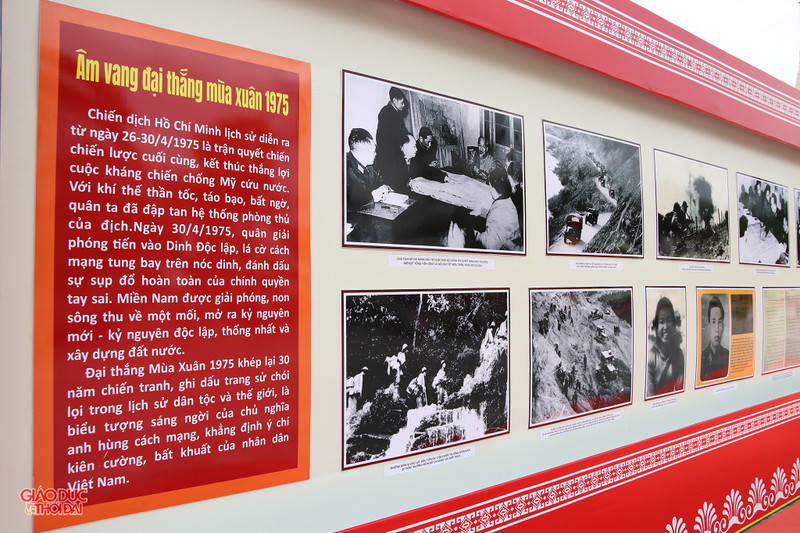 Âm vang đại thắng mùa xuân 1975
Chiến dịch Hồ Chí Minh lịch sử diễn ra
từ ngày 26-30/4/1975 là trận quyết chiến
chiến lược cuối cùng, kết thúc thắng lợi
cuộc kháng chiến chống Mỹ cứu nước.
Với khí thế thần tốc, táo bạo, bất ngờ,
quân ta đã đập tan hệ thống phòng thủ
của địch.Ngày 30/4/1975, quân giải
phóng tiến vào Dinh Độc lập, lá cờ cách
mạng tung bay trên nóc dinh, đánh dấu
sự sụp đổ hoàn toàn của chính quyền
tay sai. Miền Nam được giải phóng, non
sông thu về một mối, mở ra kỷ nguyên
mới - kỷ nguyên độc lập, thống nhất và
xây dựng đất nước.
Đại thắng Mùa Xuân 1975 khép lại 30
năm chiến tranh, ghi dấu trang sử chói
lọi trong lịch sử dân tộc và thế giới, là
biểu tượng sáng ngời của chủ nghĩa
anh hùng cách mạng, khẳng định ý chí
kiên cường, bất khuất của nhân dân
Việt Nam.
GIÁO DỤC
VÀ THỜI ĐẠI